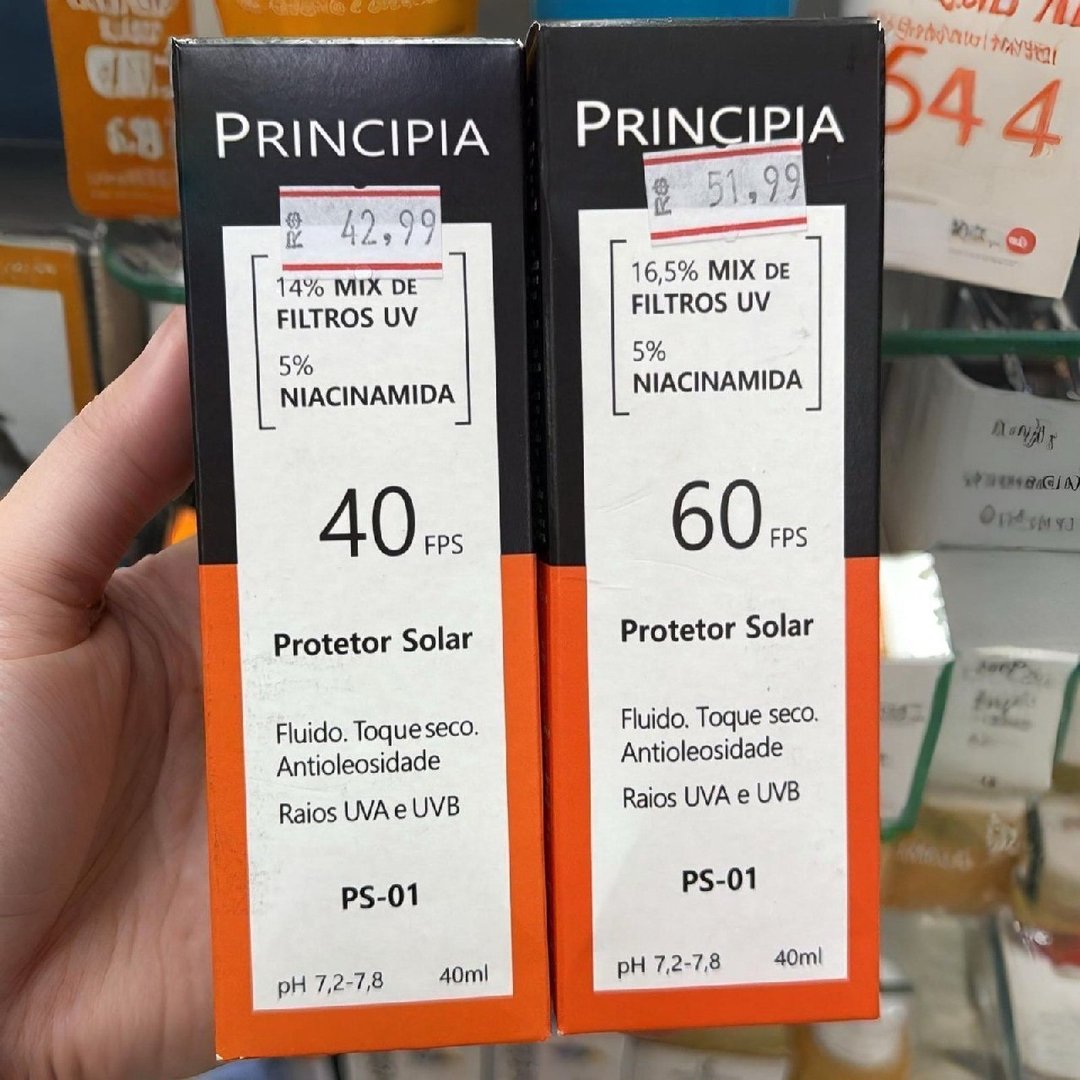 PRINCIPIA
R$ 42,99
14% MIX DE
FILTROS UV
5%
NIACINAMIDA
40 FPS
Protetor Solar
Fluido. Toque seco.
Antioleosidade
Raios UVA e UVB
PS-01
pH 7,2-7,8 40ml
PRINCIPIA
R$ 51,99
16,5% MIX DE
FILTROS UV
5%
NIACINAMIDA
60 FPS
Protetor Solar
Fluido. Toque seco.
Antioleosidade
Raios UVA e UVB
PS-01
pH 7,2-7,8 40ml
54 4